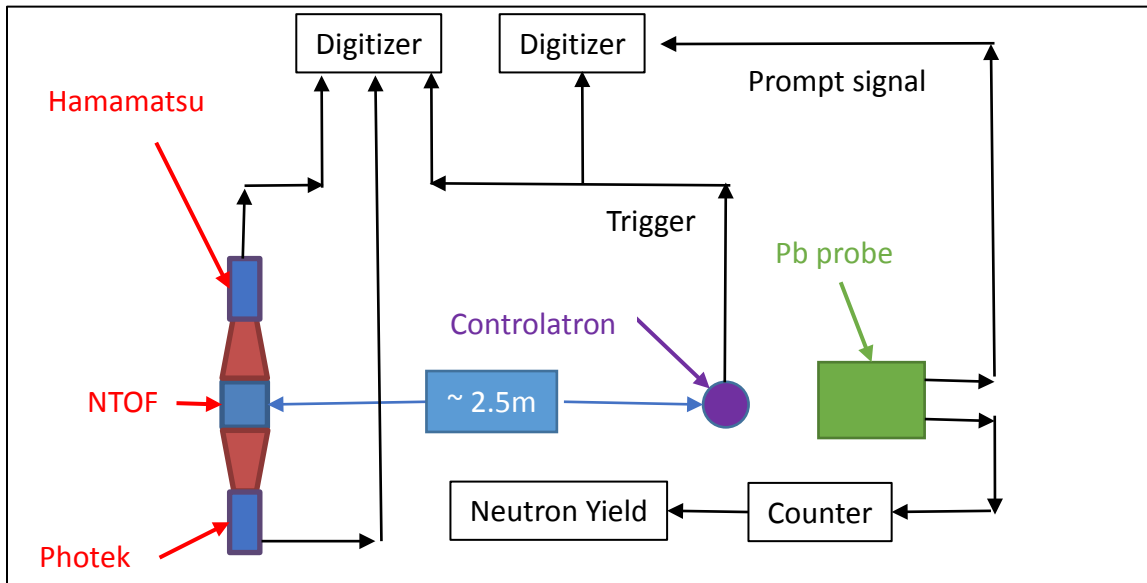 Digitizer
Digitizer
Prompt signal
Hamamatsu
Trigger
Pb probe
Controlatron
NTOF
~ 2.5m
Neutron Yield
Counter
Photek